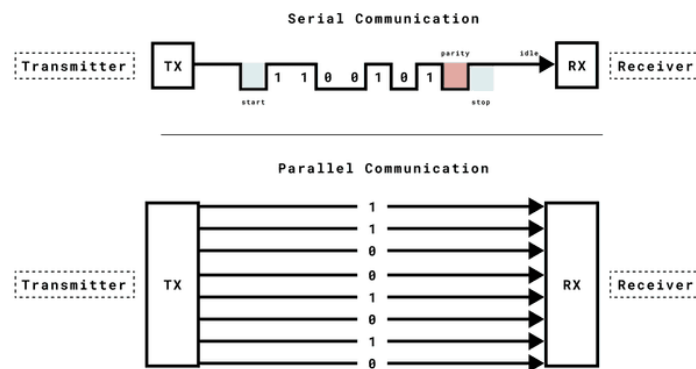 Serial Communication
parity
idle
Transmitter
TX
1 1 0 0 1 0 1
RX
Receiver
start
stop
Parallel Communication
1
1
0
0
Transmitter
TX
RX
Receiver
1
0
1
0